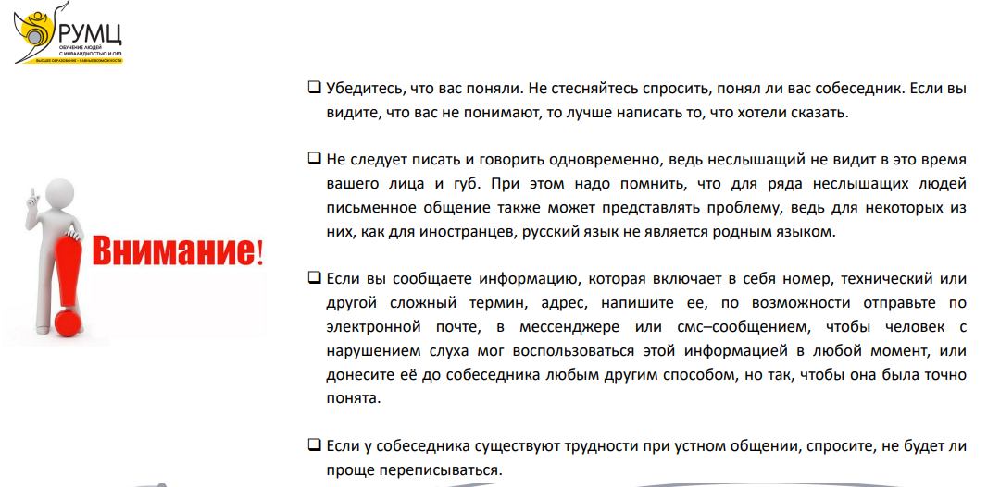 РУМЦ
ОБУЧЕНИЕ ЛЮДЕЙ
С ИНВАЛИДНОСТЬЮ И ОВЗ
ВЫСШЕЕ ОБРАЗОВАНИЕ - РАВНЫЕ ВОЗМОЖНОСТИ
Внимание!
❑ Убедитесь, что вас поняли. Не стесняйтесь спросить, понял ли вас собеседник. Если вы
видите, что вас не понимают, то лучше написать то, что хотели сказать.
❑ Не следует писать и говорить одновременно, ведь неслышащий не видит в это время
вашего лица и губ. При этом надо помнить, что для ряда неслышащих людей
письменное общение также может представлять проблему, ведь для некоторых из
них, как для иностранцев, русский язык не является родным языком.
❑ Если вы сообщаете информацию, которая включает в себя номер, технический или
другой сложный термин, адрес, напишите ее, по возможности отправьте по
электронной почте, в мессенджере или смс–сообщением, чтобы человек с
нарушением слуха мог воспользоваться этой информацией в любой момент, или
донесите её до собеседника любым другим способом, но так, чтобы она была точно
понята.
❑ Если у собеседника существуют трудности при устном общении, спросите, не будет ли
проще переписываться.